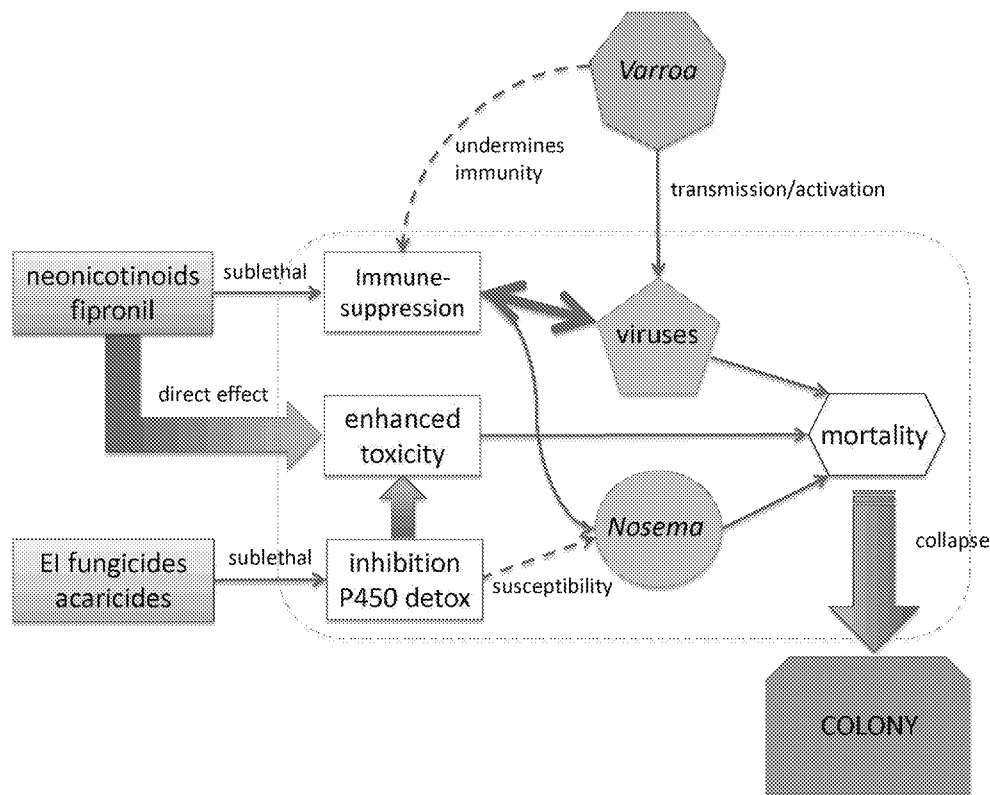 Varroa
undermines
immunity
transmission/activation
neonicotinoids
fipronil
sublethal
Immune-
suppression
viruses
direct effect
enhanced
toxicity
mortality
Nosema
EI fungicides
acaricides
sublethal
inhibition
P450 detox
susceptibility
collapse
COLONY